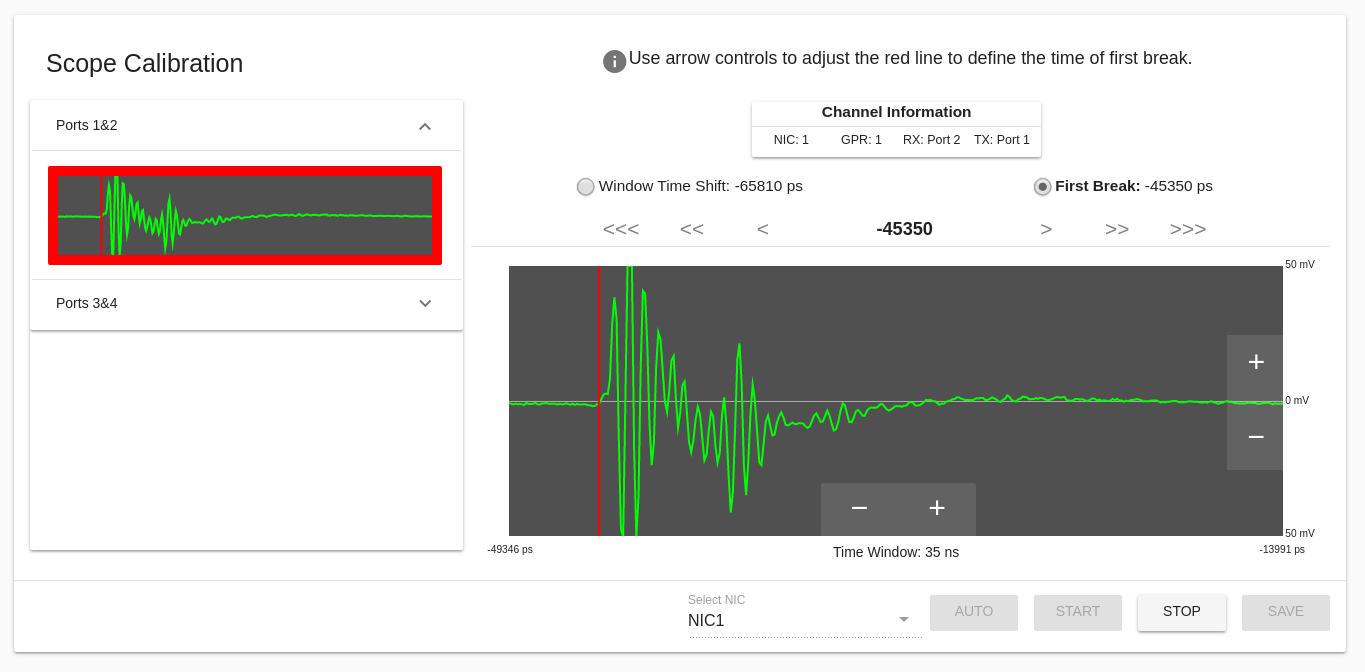 Scope Calibration
Use arrow controls to adjust the red line to define the time of first break.
Ports 1&2
Ports 3&4
Channel Information
NIC: 1 GPR: 1 RX: Port 2 TX: Port 1
Window Time Shift: -65810 ps First Break: -45350 ps
<<< << < -45350 > >> >>>
50 mV
+
0 mV
−
− +
50 mV
-49346 ps Time Window: 35 ns -13991 ps
Select NIC
NIC1
AUTO START STOP SAVE